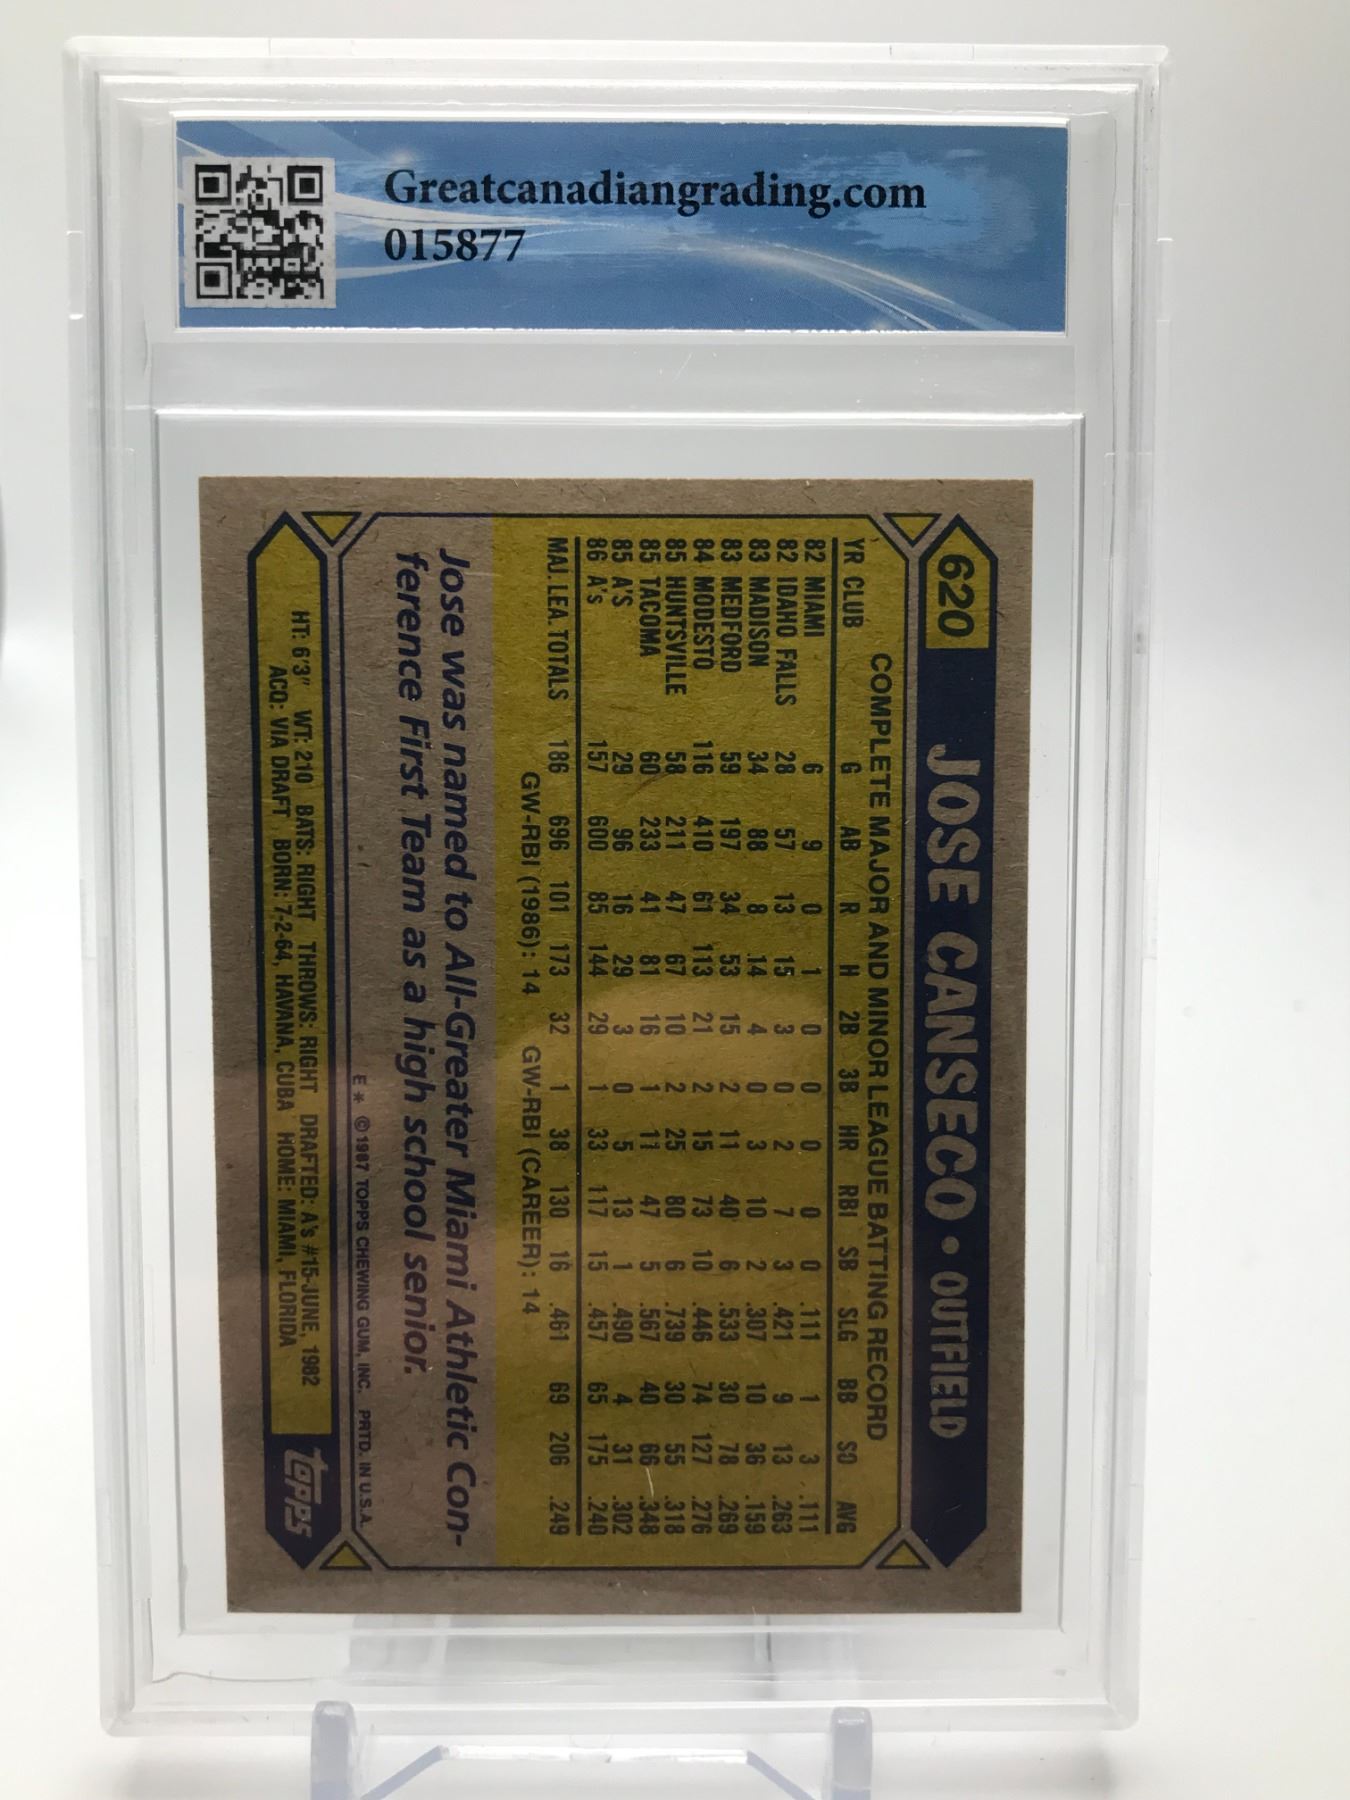 Greatcanadiangrading.com
015877
620 JOSE CANSECO • OUTFIELD
COMPLETE MAJOR AND MINOR LEAGUE BATTING RECORD
YR CLUB G AB R H 2B 3B HR RBI SB SLG BB SO AVG
82 MIAMI 6 9 0 1 0 0 0 0 0 .111 1 3 .111
82 IDAHO FALLS 28 57 13 15 3 0 2 7 3 .421 9 13 .263
83 MADISON 34 88 8 14 4 0 3 10 2 .307 10 36 .159
83 MEDFORD 59 197 34 53 15 2 11 40 6 .533 30 78 .269
84 MODESTO 116 410 61 113 21 2 15 73 10 .446 74 127 .276
85 HUNTSVILLE 58 211 47 67 10 2 25 80 6 .739 30 55 .318
85 TACOMA 60 233 41 81 16 1 11 47 5 .567 40 66 .348
85 A'S 29 96 16 29 3 0 5 13 1 .490 4 31 .302
86 A's 157 600 85 144 29 1 33 117 15 .457 65 175 .240
MAJ. LEA. TOTALS 186 696 101 173 32 1 38 130 16 .461 69 206 .249
GW-RBI (1986): 14 GW-RBI (CAREER): 14
Jose was named to All-Greater Miami Athletic Con-
ference First Team as a high school senior.
E * ©1987 TOPPS CHEWING GUM, INC. PRTD. IN U.S.A.
HT: 6'3" WT: 210 BATS: RIGHT THROWS: RIGHT DRAFTED: A's #15-JUNE, 1982
ACQ: VIA DRAFT BORN: 7-2-64, HAVANA, CUBA HOME: MIAMI, FLORIDA
topps